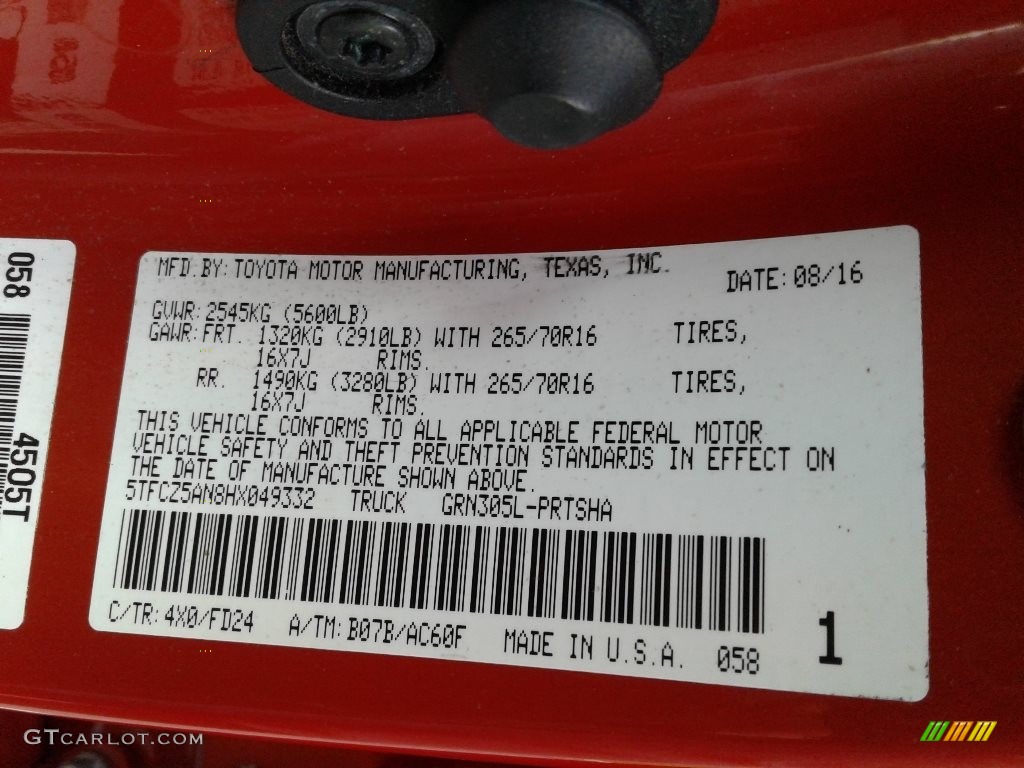 MFD.BY:TOYOTA MOTOR MANUFACTURING, TEXAS, INC. DATE:08/16
GVWR:2545KG (5600LB)
GAWR:FRT. 1320KG (2910LB) WITH 265/70R16 TIRES,
16X7J RIMS.
RR. 1490KG (3280LB) WITH 265/70R16 TIRES,
16X7J RIMS.
THIS VEHICLE CONFORMS TO ALL APPLICABLE FEDERAL MOTOR
VEHICLE SAFETY AND THEFT PREVENTION STANDARDS IN EFFECT ON
THE DATE OF MANUFACTURE SHOWN ABOVE.
5TFCZ5AN8HX049332 TRUCK GRN305L-PRTSHA
C/TR:4X0/FD24 A/TM:B07B/AC60F MADE IN U.S.A. 058 1
058
4505T
GTCARLOT.COM